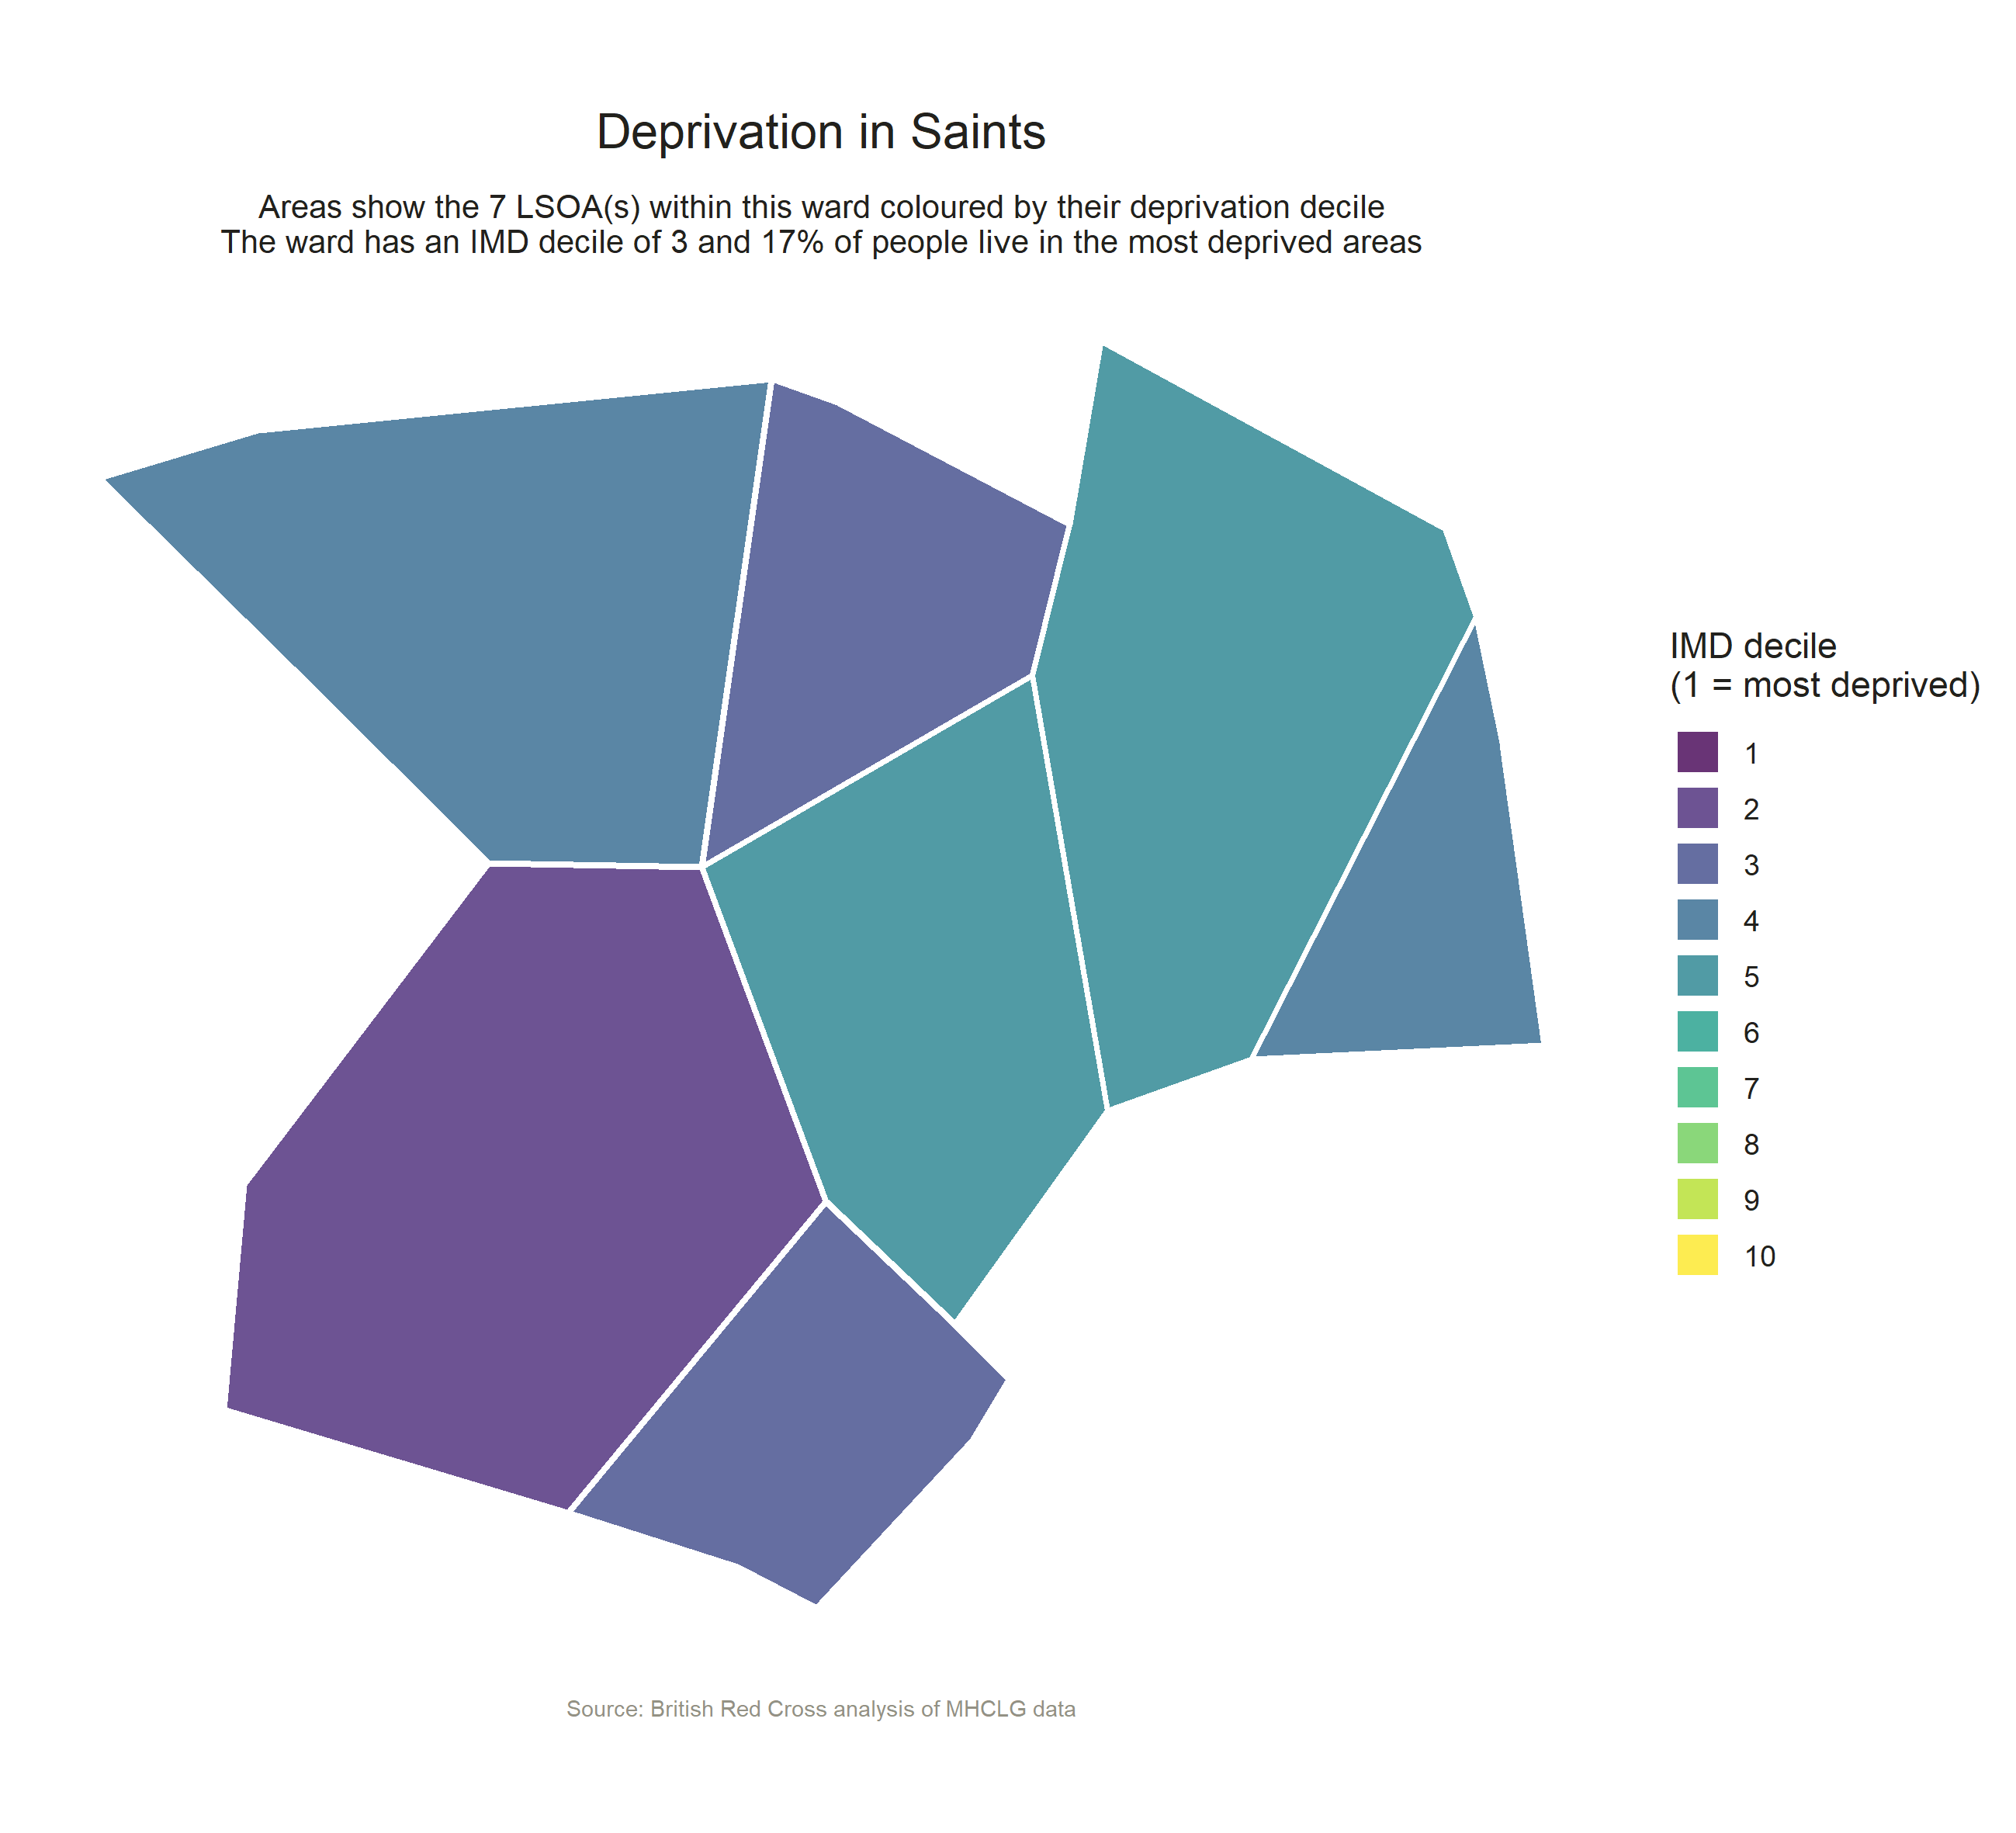 Deprivation in Saints
Areas show the 7 LSOA(s) within this ward coloured by their deprivation decile
The ward has an IMD decile of 3 and 17% of people live in the most deprived areas
IMD decile
(1 = most deprived)
1
2
3
4
5
6
7
8
9
10
Source: British Red Cross analysis of MHCLG data